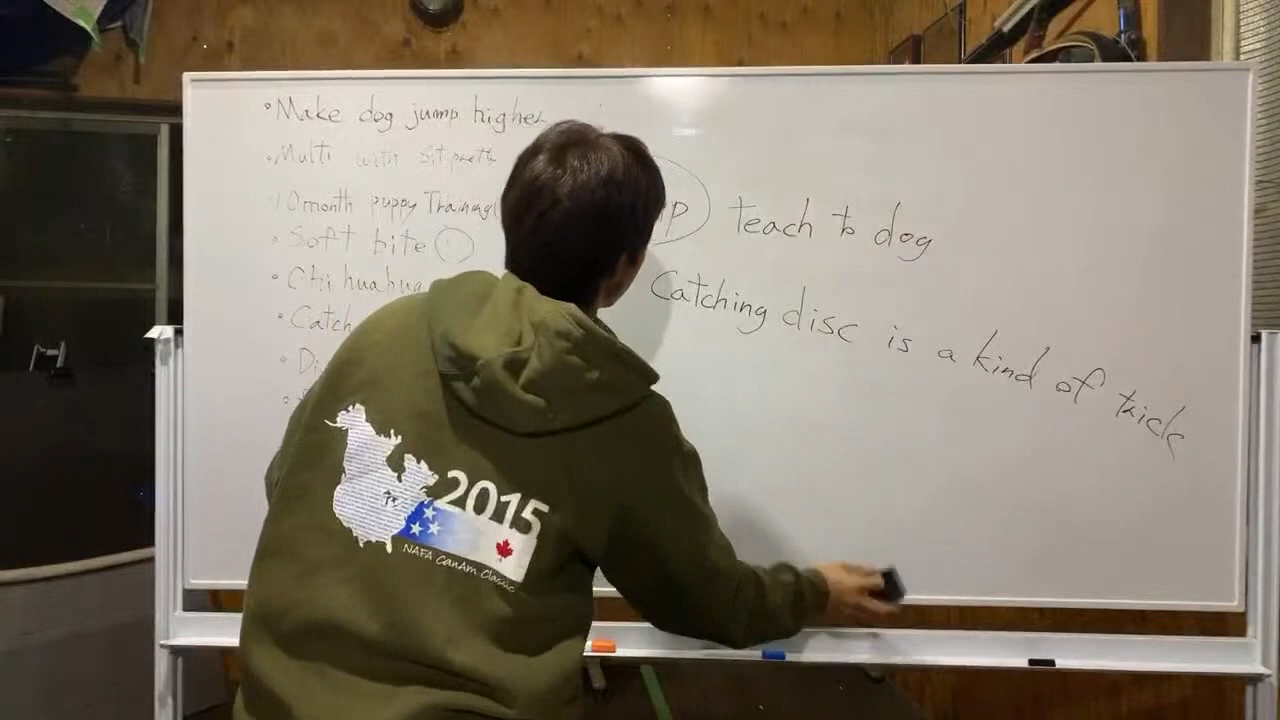 Make dog jump higher
Multi with Sitpretty
10month puppy Training
Soft bite
Chihuahua
Catch
teach to dog
Catching disc is a kind of trick
2015
NAFA CanAm Classic